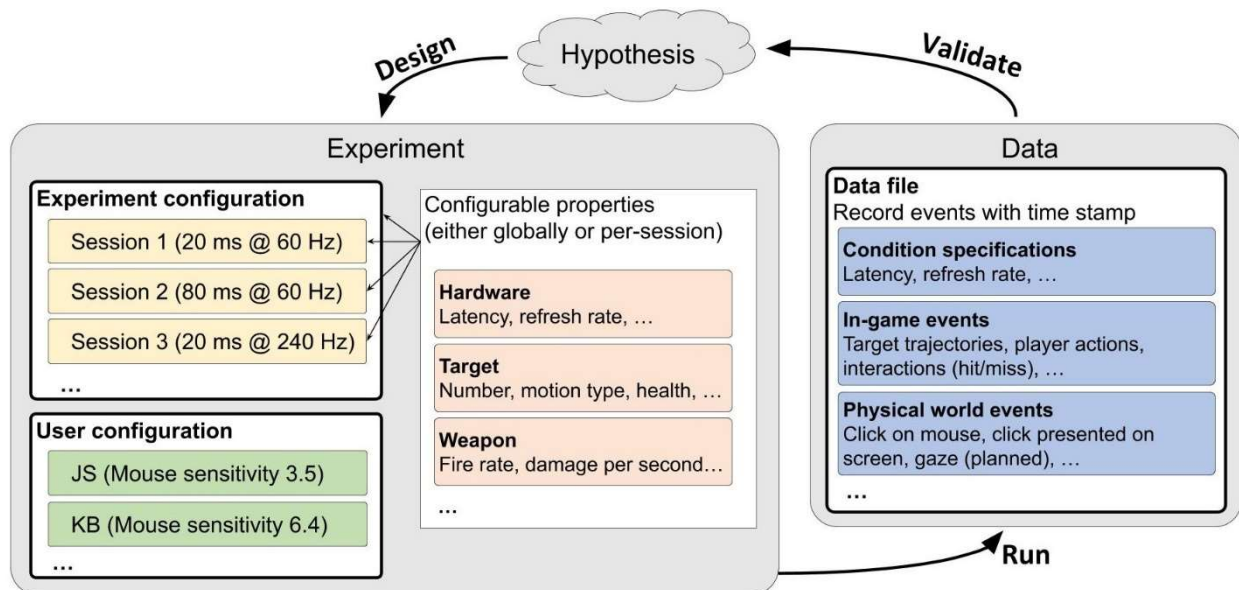 Design
Hypothesis
Validate
Experiment
Experiment configuration
Session 1 (20 ms @ 60 Hz)
Session 2 (80 ms @ 60 Hz)
Session 3 (20 ms @ 240 Hz)
...
User configuration
JS (Mouse sensitivity 3.5)
KB (Mouse sensitivity 6.4)
...
Configurable properties
(either globally or per-session)
Hardware
Latency, refresh rate, ...
Target
Number, motion type, health, ...
Weapon
Fire rate, damage per second...
...
Data
Data file
Record events with time stamp
Condition specifications
Latency, refresh rate, ...
In-game events
Target trajectories, player actions,
interactions (hit/miss), ...
Physical world events
Click on mouse, click presented on
screen, gaze (planned), ...
...
Run